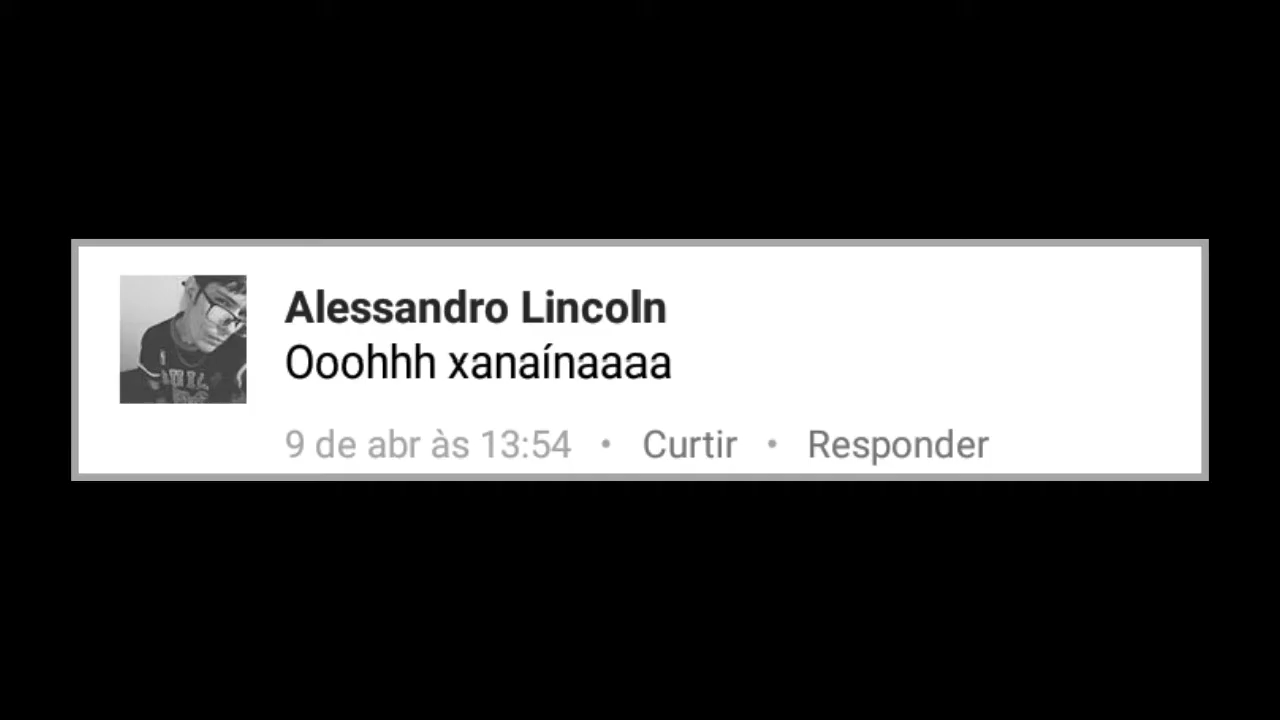 Alessandro Lincoln
Ooohhh xanaínaaaa
9 de abr às 13:54 • Curtir • Responder